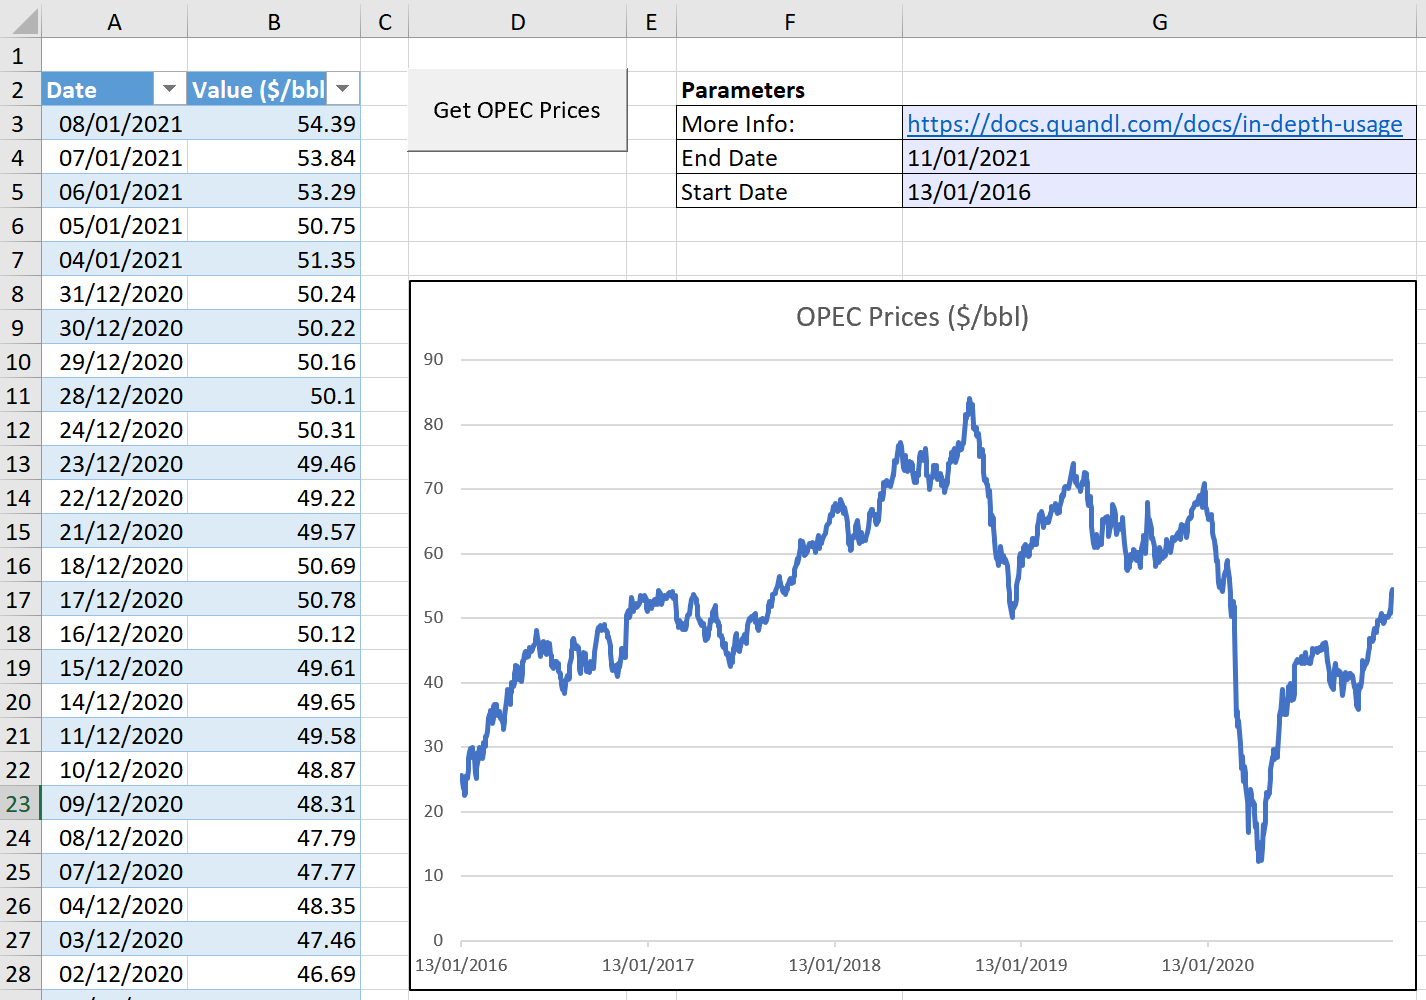 A B C D E F G
1
2 Date Value ($/bbl Get OPEC Prices Parameters
3 08/01/2021 54.39 More Info: https://docs.quandl.com/docs/in-depth-usage
4 07/01/2021 53.84 End Date 11/01/2021
5 06/01/2021 53.29 Start Date 13/01/2016
6 05/01/2021 50.75
7 04/01/2021 51.35
8 31/12/2020 50.24
9 30/12/2020 50.22
10 29/12/2020 50.16
11 28/12/2020 50.1
12 24/12/2020 50.31
13 23/12/2020 49.46
14 22/12/2020 49.22
15 21/12/2020 49.57
16 18/12/2020 50.69
17 17/12/2020 50.78
18 16/12/2020 50.12
19 15/12/2020 49.61
20 14/12/2020 49.65
21 11/12/2020 49.58
22 10/12/2020 48.87
23 09/12/2020 48.31
24 08/12/2020 47.79
25 07/12/2020 47.77
26 04/12/2020 48.35
27 03/12/2020 47.46
28 02/12/2020 46.69
OPEC Prices ($/bbl)
90
80
70
60
50
40
30
20
10
0
13/01/2016 13/01/2017 13/01/2018 13/01/2019 13/01/2020